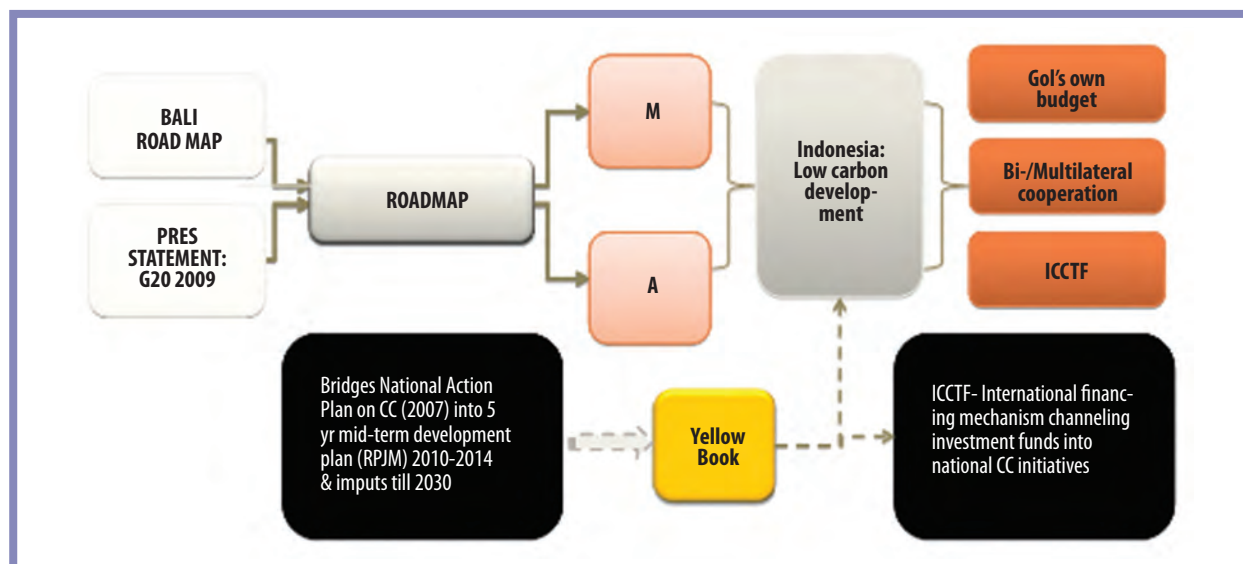 BALI
ROAD MAP
PRES
STATEMENT:
G20 2009
ROADMAP
M
A
Indonesia:
Low carbon
develop-
ment
GoI's own
budget
Bi-/Multilateral
cooperation
ICCTF
Bridges National Action
Plan on CC (2007) into 5
yr mid-term development
plan (RPJM) 2010-2014
& imputs till 2030
Yellow
Book
ICCTF- International financ-
ing mechanism channeling
investment funds into
national CC initiatives